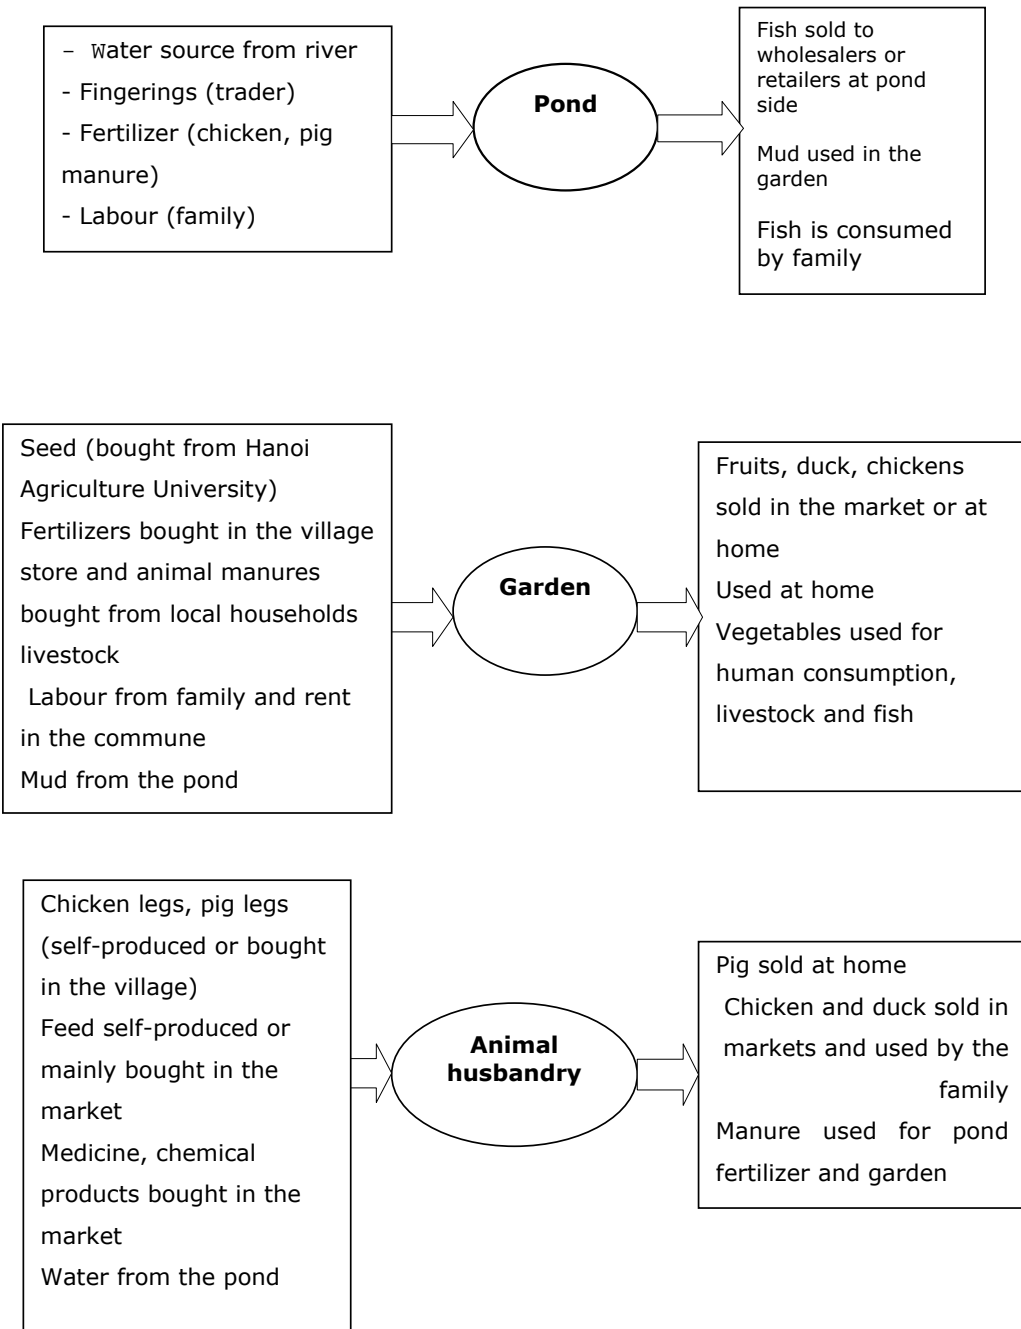 – Water source from river
- Fingerings (trader)
- Fertilizer (chicken, pig
manure)
- Labour (family)
Pond
Fish sold to
wholesalers or
retailers at pond
side
Mud used in the
garden
Fish is consumed
by family
Seed (bought from Hanoi
Agriculture University)
Fertilizers bought in the village
store and animal manures
bought from local households
livestock
Labour from family and rent
in the commune
Mud from the pond
Garden
Fruits, duck, chickens
sold in the market or at
home
Used at home
Vegetables used for
human consumption,
livestock and fish
Chicken legs, pig legs
(self-produced or bought
in the village)
Feed self-produced or
mainly bought in the
market
Medicine, chemical
products bought in the
market
Water from the pond
Animal
husbandry
Pig sold at home
Chicken and duck sold in
markets and used by the
family
Manure used for pond
fertilizer and garden